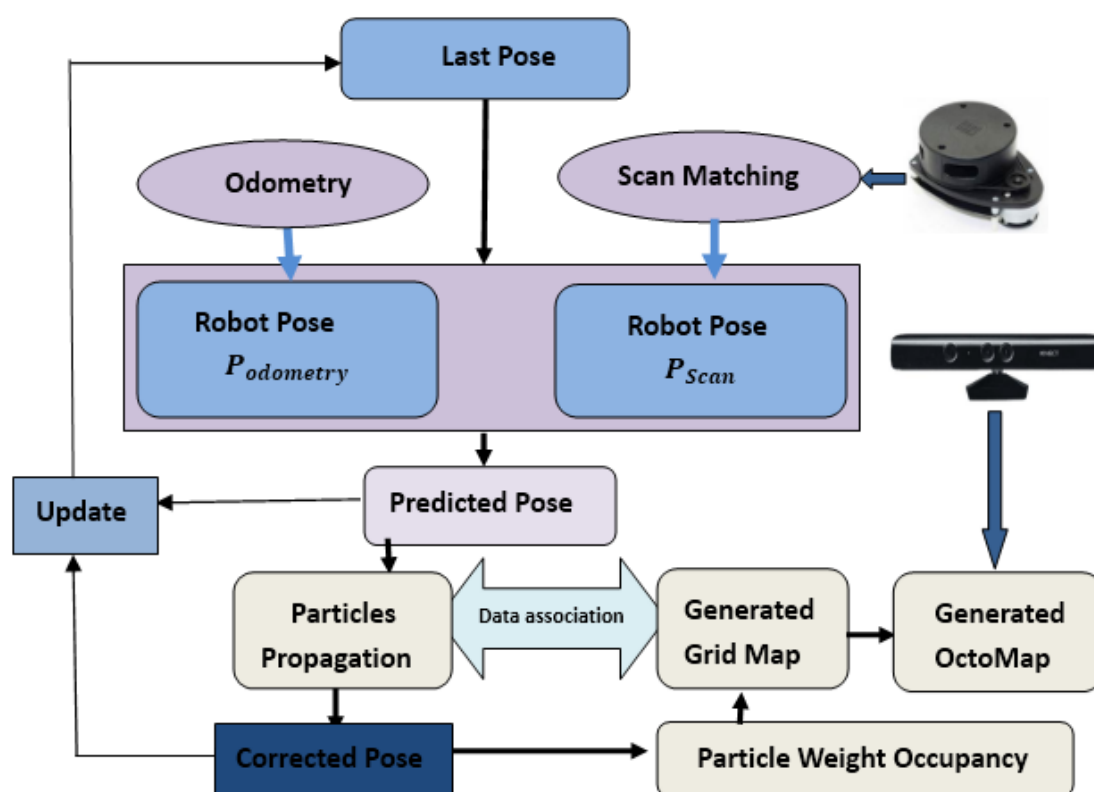 Last Pose
Odometry
Scan Matching
Robot Pose
P_odometry
Robot Pose
P_Scan
Predicted Pose
Update
Particles
Propagation
Data association
Generated
Grid Map
Generated
OctoMap
Corrected Pose
Particle Weight Occupancy